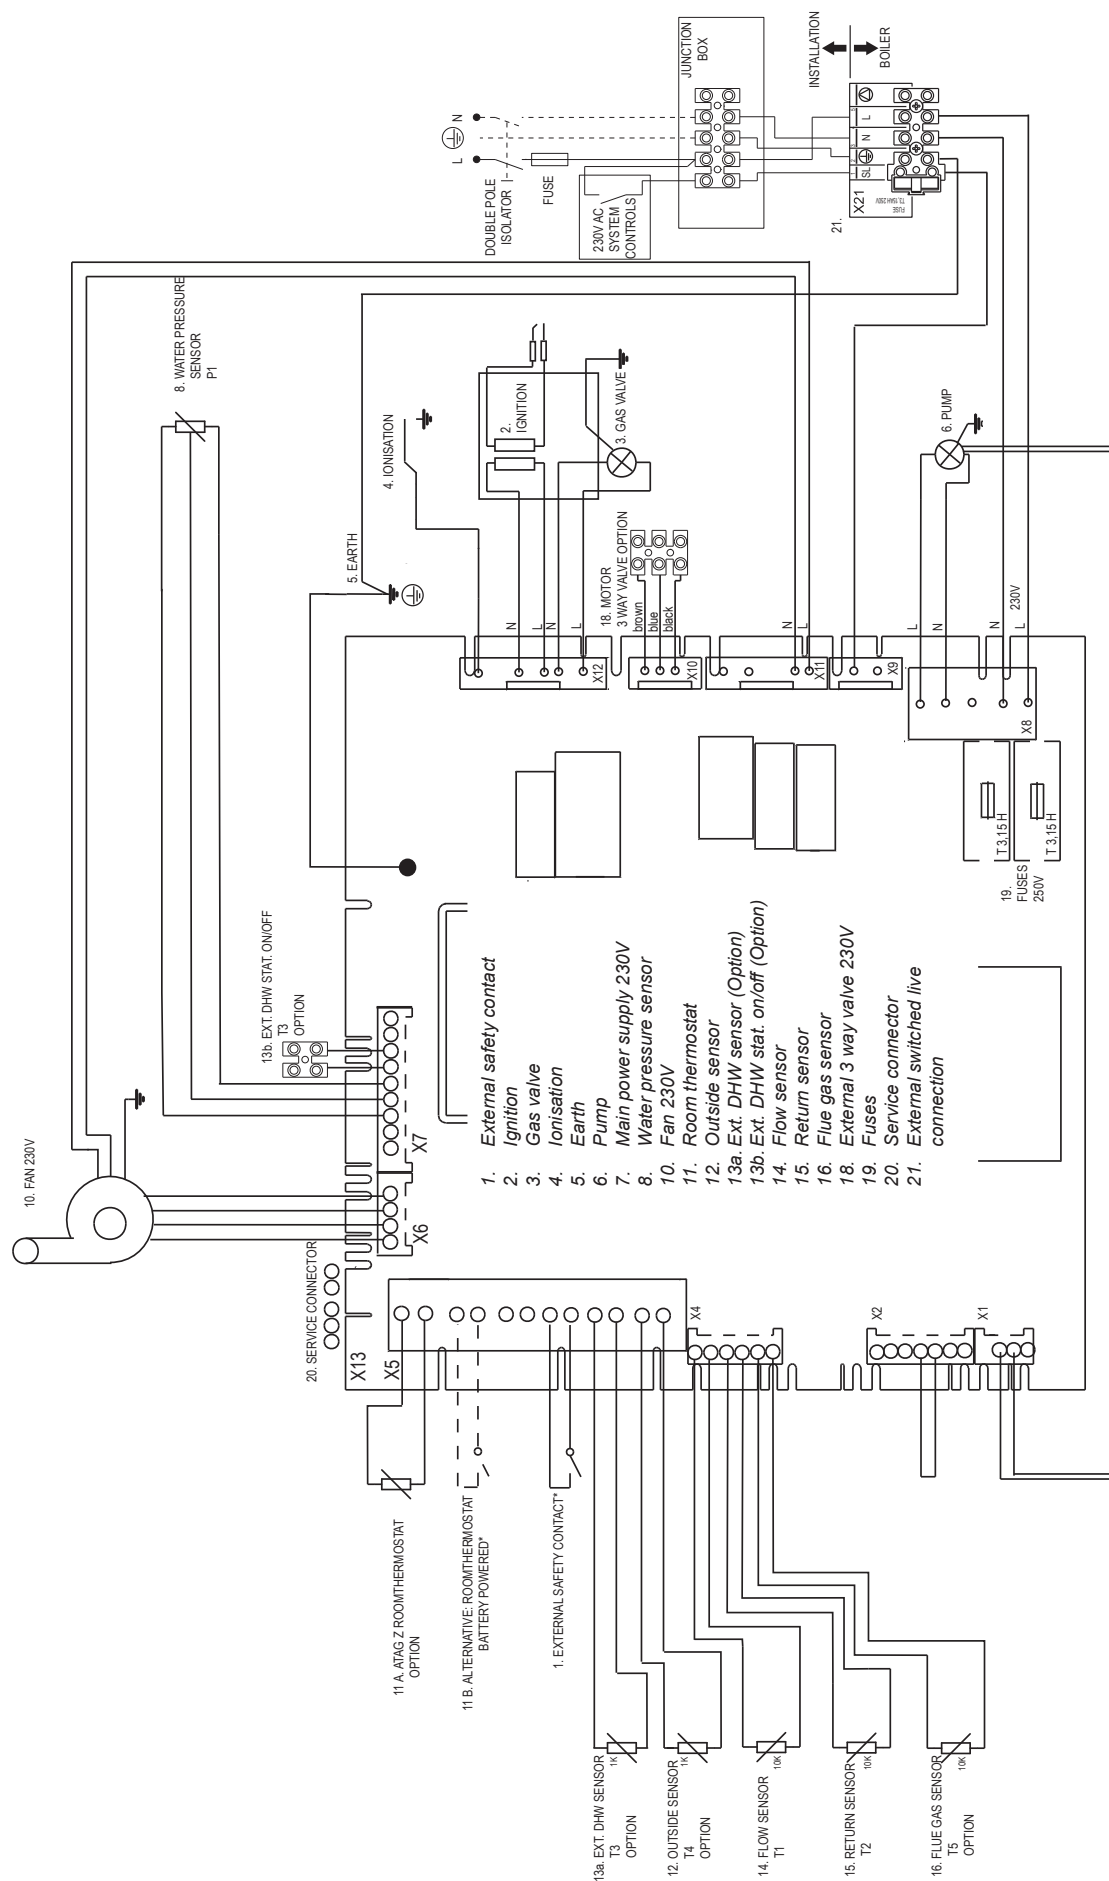 10. FAN 230V
8. WATER PRESSURE
SENSOR
P1
13b. EXT. DHW STAT. ON/OFF
T3
OPTION
20. SERVICE CONNECTOR
X13
X5
X6
X7
X4
X2
X1
11 A. ATAG Z ROOMTHERMOSTAT
OPTION
11 B. ALTERNATIVE: ROOMTHERMOSTAT
BATTERY POWERED*
1. EXTERNAL SAFETY CONTACT*
13a. EXT. DHW SENSOR
T3
OPTION
1K
12. OUTSIDE SENSOR
T4
OPTION
1K
14. FLOW SENSOR
T1
10K
15. RETURN SENSOR
T2
10K
16. FLUE GAS SENSOR
T5
OPTION
10K
1. External safety contact
2. Ignition
3. Gas valve
4. Ionisation
5. Earth
6. Pump
7. Main power supply 230V
8. Water pressure sensor
10. Fan 230V
11. Room thermostat
12. Outside sensor
13a. Ext. DHW sensor (Option)
13b. Ext. DHW stat. on/off (Option)
14. Flow sensor
15. Return sensor
16. Flue gas sensor
18. External 3 way valve 230V
19. Fuses
20. Service connector
21. External switched live
connection
5. EARTH
4. IONISATION
2.
IGNITION
3. GAS VALVE
N
L
N
L
X12
18. MOTOR
3 WAY VALVE OPTION
brown
blue
black
X10
N
L
X11
X9
6. PUMP
L
N
N
L
230V
X8
T 3,15 H
T 3,15 H
19.
FUSES
250V
L
N
DOUBLE POLE
ISOLATOR
FUSE
230V AC
SYSTEM
CONTROLS
JUNCTION
BOX
INSTALLATION
BOILER
21.
X21
FUSE
T3,15AH 250V
SL
N
L
1
2
3